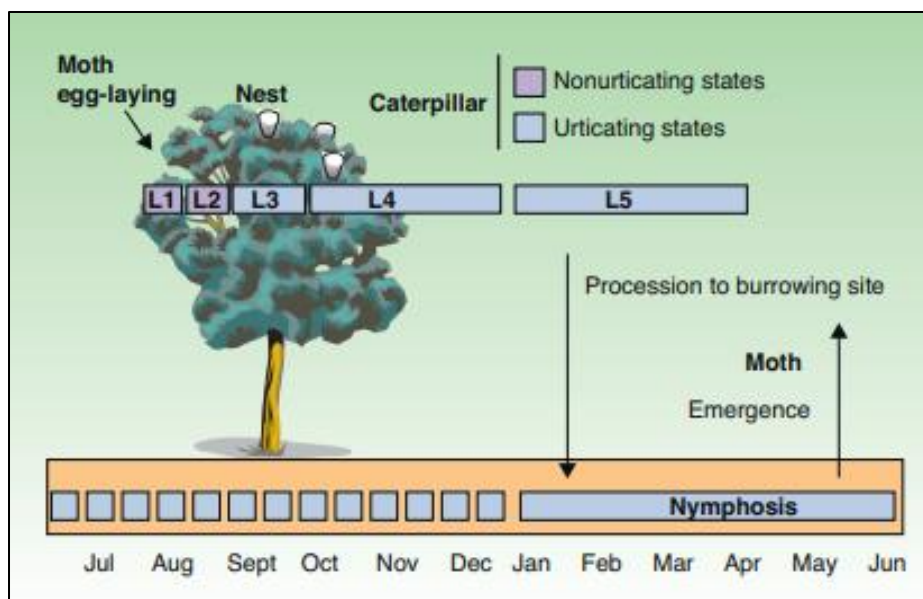 Moth
egg-laying
Nest
Caterpillar
Nonurticating states
Urticating states
L1 L2 L3 L4 L5
Procession to burrowing site
Moth
Emergence
Nymphosis
Jul Aug Sept Oct Nov Dec Jan Feb Mar Apr May Jun